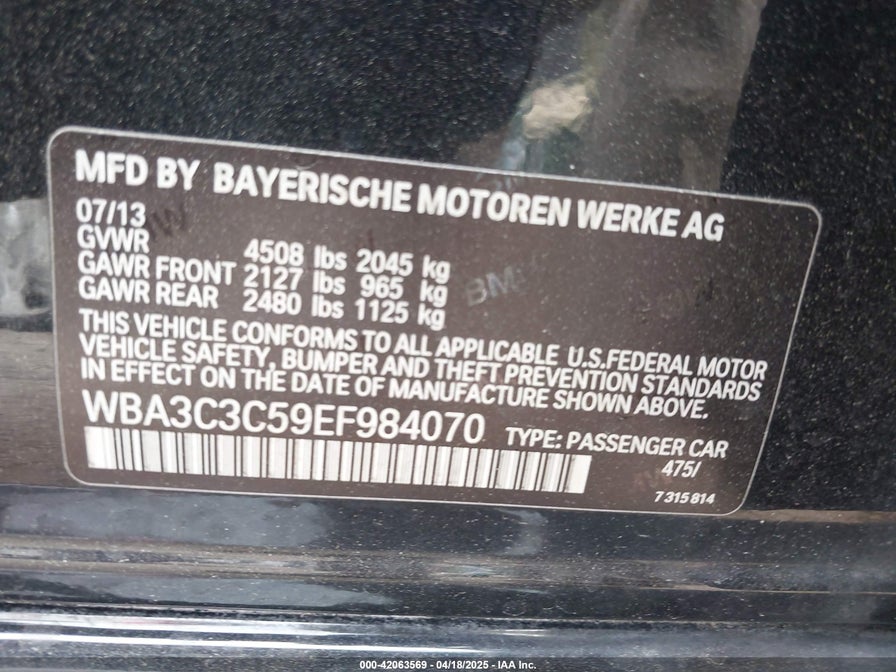 MFD BY BAYERISCHE MOTOREN WERKE AG
07/13
GVWR 4508 lbs 2045 kg
GAWR FRONT 2127 lbs 965 kg
GAWR REAR 2480 lbs 1125 kg
THIS VEHICLE CONFORMS TO ALL APPLICABLE U.S.FEDERAL MOTOR
VEHICLE SAFETY, BUMPER AND THEFT PREVENTION STANDARDS
IN EFFECT ON THE DATE OF MANUFACTURE SHOWN ABOVE.
WBA3C3C59EF984070 TYPE: PASSENGER CAR
475/
7 315 814
000-42063569 - 04/18/2025 - IAA Inc.